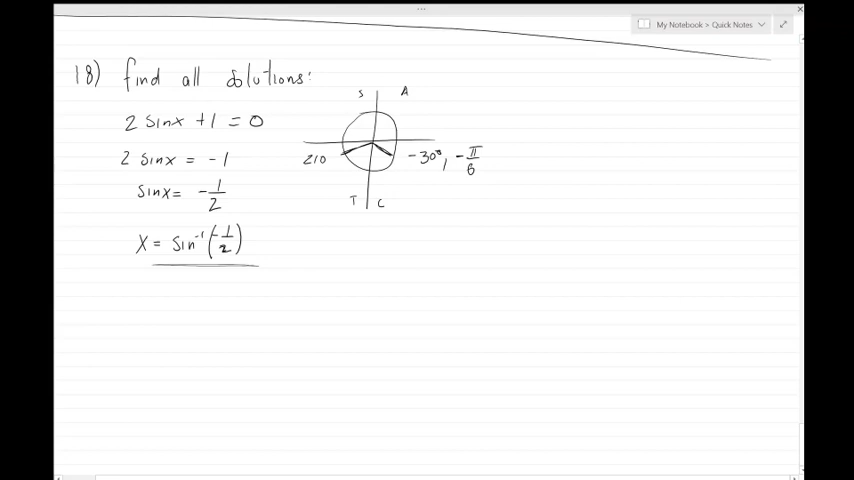 My Notebook > Quick Notes
18) find all solutions:
S A
2 sinx + 1 = 0
2 sinx = -1
210 -30°, -π/6
sinx = -1/2
T C
X = sin⁻¹(-1/2)